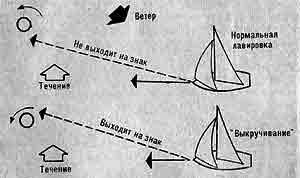 Ветер
Нормальная
лавировка
Не выходит на знак
Течение
Выходит на знак
"Выкручивание"
Течение